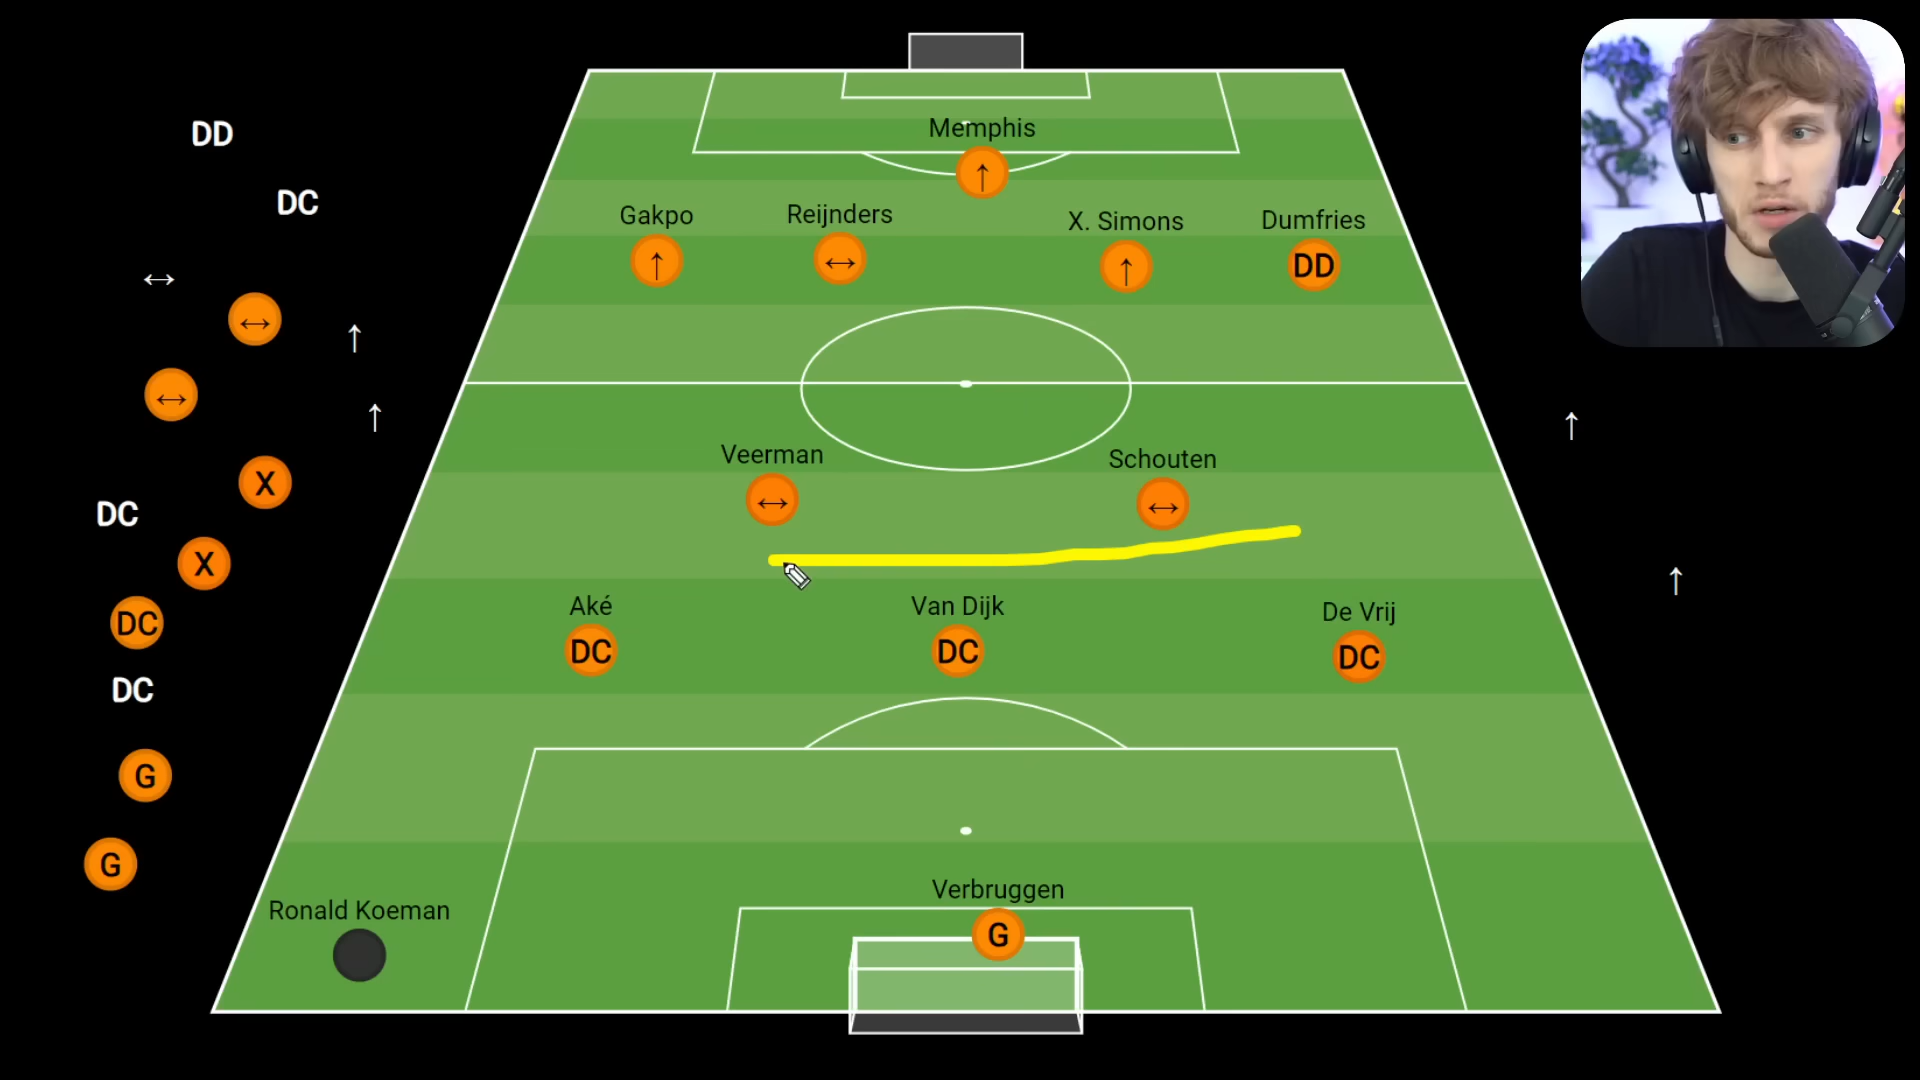 DD
DC
↔
↔
↑
↔
↑
X
DC
X
DC
DC
G
G
Memphis
↑
Gakpo
↑
Reijnders
↔
X. Simons
↑
Dumfries
DD
Veerman
↔
Schouten
↔
Aké
DC
Van Dijk
DC
De Vrij
DC
Verbruggen
G
Ronald Koeman
↑
↑